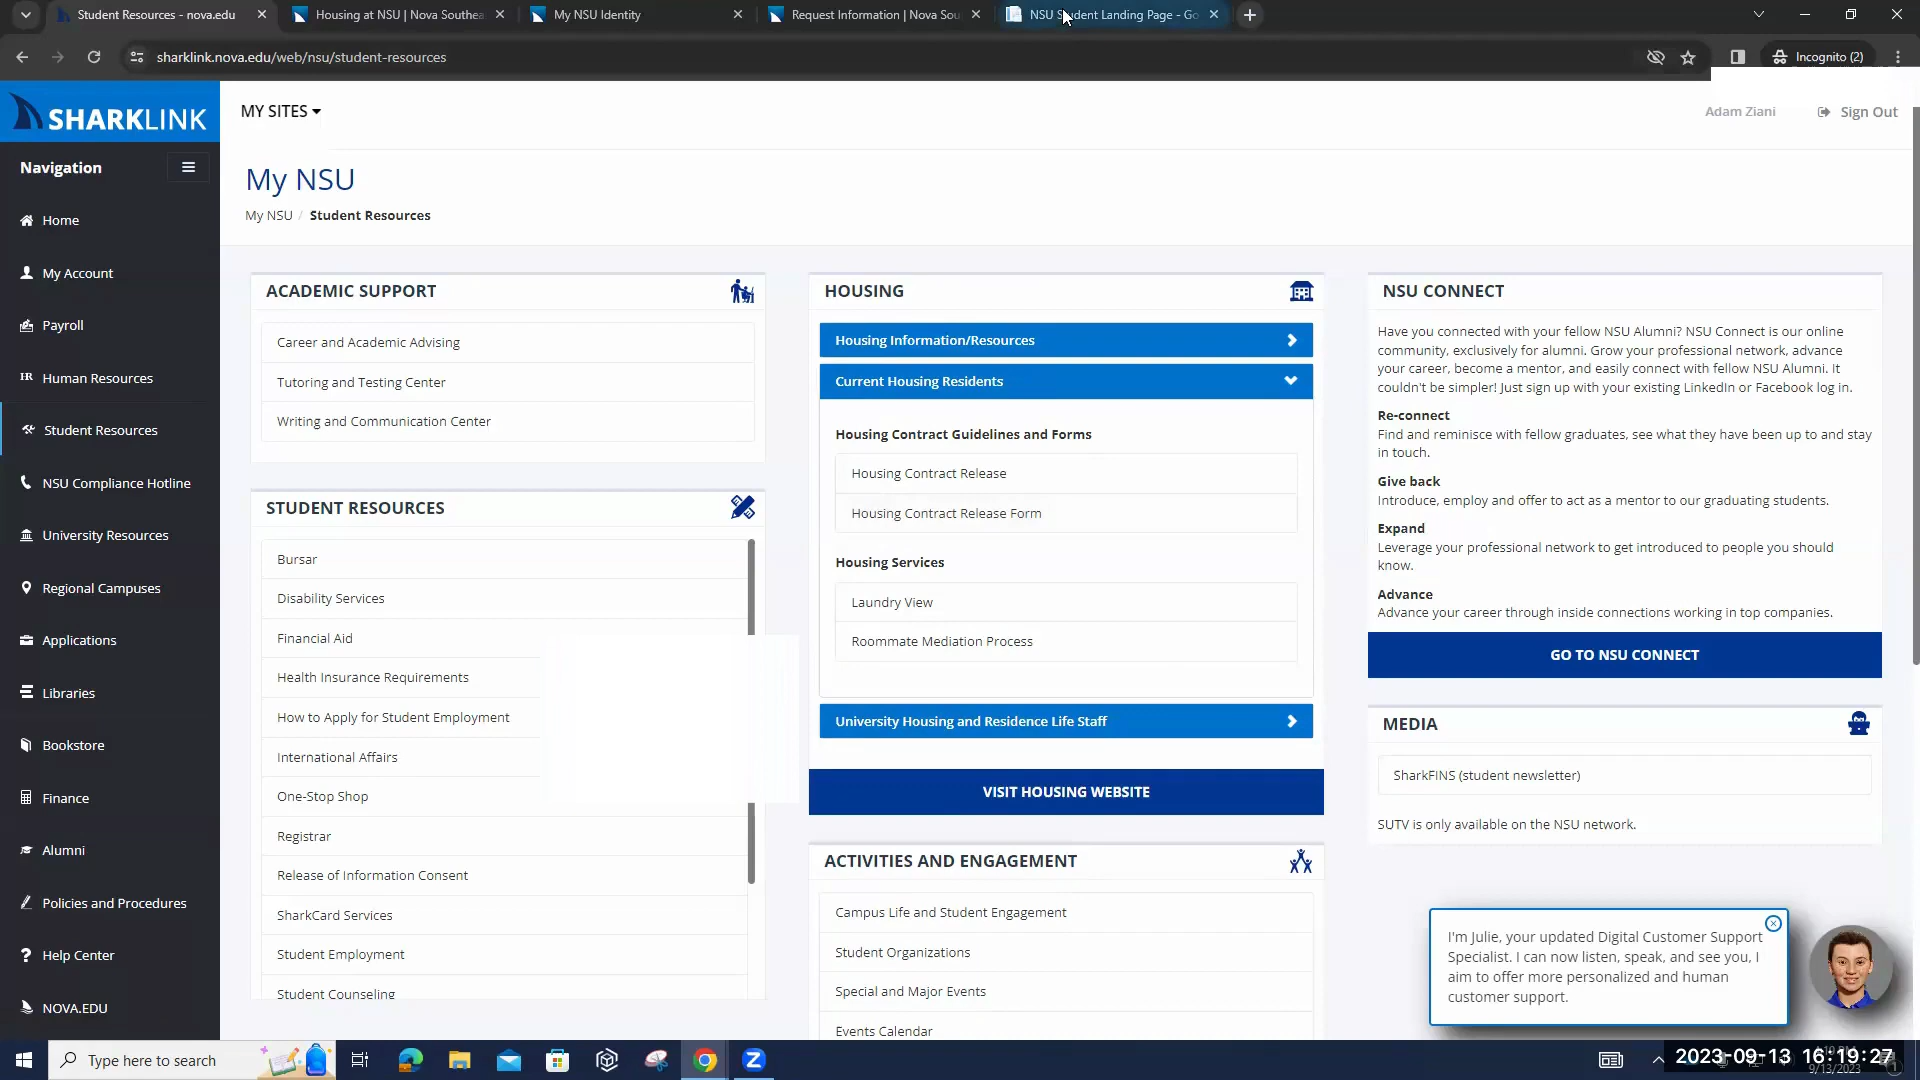 Student Resources - nova.edu
Housing at NSU | Nova Southea
My NSU Identity
Request Information | Nova Sou
NSU Student Landing Page - Go
sharklink.nova.edu/web/nsu/student-resources
Incognito (2)
SHARKLINK
MY SITES
Adam Ziani
Sign Out
Navigation
Home
My Account
Payroll
HR Human Resources
Student Resources
NSU Compliance Hotline
University Resources
Regional Campuses
Applications
Libraries
Bookstore
Finance
Alumni
Policies and Procedures
? Help Center
NOVA.EDU
My NSU
My NSU / Student Resources
ACADEMIC SUPPORT
Career and Academic Advising
Tutoring and Testing Center
Writing and Communication Center
STUDENT RESOURCES
Bursar
Disability Services
Financial Aid
Health Insurance Requirements
How to Apply for Student Employment
International Affairs
One-Stop Shop
Registrar
Release of Information Consent
SharkCard Services
Student Employment
Student Counseling
HOUSING
Housing Information/Resources
Current Housing Residents
Housing Contract Guidelines and Forms
Housing Contract Release
Housing Contract Release Form
Housing Services
Laundry View
Roommate Mediation Process
University Housing and Residence Life Staff
VISIT HOUSING WEBSITE
ACTIVITIES AND ENGAGEMENT
Campus Life and Student Engagement
Student Organizations
Special and Major Events
Events Calendar
NSU CONNECT
Have you connected with your fellow NSU Alumni? NSU Connect is our online
community, exclusively for alumni. Grow your professional network, advance
your career, become a mentor, and easily connect with fellow NSU Alumni. It
couldn't be simpler! Just sign up with your existing LinkedIn or Facebook log in.
Re-connect
Find and reminisce with fellow graduates, see what they have been up to and stay
in touch.
Give back
Introduce, employ and offer to act as a mentor to our graduating students.
Expand
Leverage your professional network to get introduced to people you should
know.
Advance
Advance your career through inside connections working in top companies.
GO TO NSU CONNECT
MEDIA
SharkFINS (student newsletter)
SUTV is only available on the NSU network.
I'm Julie, your updated Digital Customer Support
Specialist. I can now listen, speak, and see you, I
aim to offer more personalized and human
customer support.
Type here to search
2023-09-13 16:19:27
9/13/2023